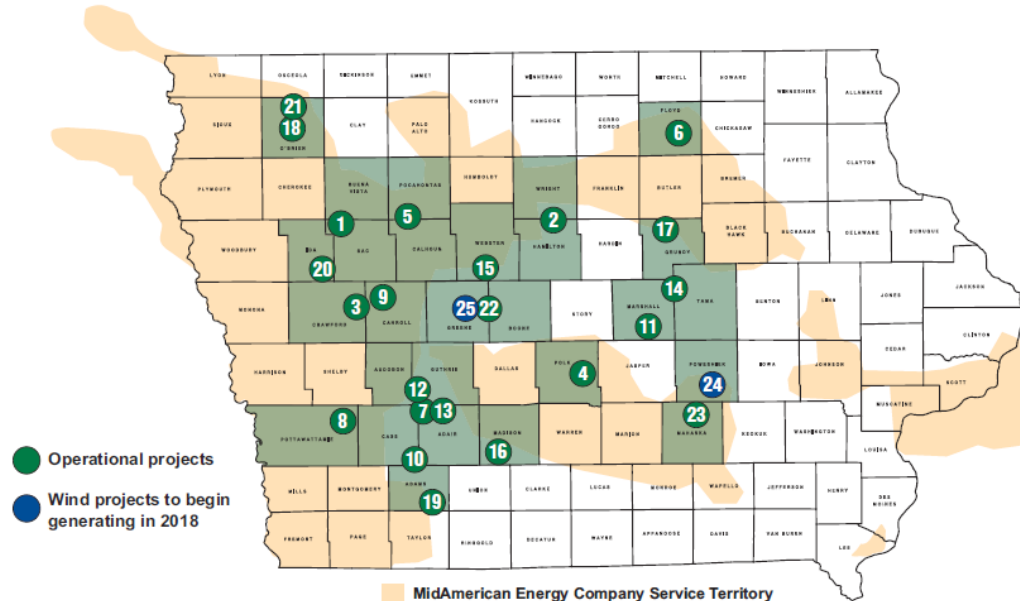 LYON
OSCEOLA
DICKINSON
EMMET
KOSSUTH
WINNEBAGO
WORTH
MITCHELL
HOWARD
WINNESHIEK
ALLAMAKEE
21
18
SIOUX
O'BRIEN
CLAY
PALO
ALTO
HANCOCK
CERRO
GORDO
FLOYD
6
CHICKASAW
FAYETTE
CLAYTON
PLYMOUTH
CHEROKEE
BUENA
VISTA
POCAHONTAS
HUMBOLDT
WRIGHT
FRANKLIN
BUTLER
BREMER
1
5
2
17
WOODBURY
IDA
SAC
CALHOUN
WEBSTER
HAMILTON
HARDIN
GRUNDY
BLACK
HAWK
BUCHANAN
DELAWARE
DUBUQUE
20
15
14
MONONA
3
9
CRAWFORD
CARROLL
25
22
GREENE
BOONE
STORY
MARSHALL
11
TAMA
BENTON
LINN
JONES
JACKSON
CLINTON
CEDAR
HARRISON
SHELBY
AUDUBON
GUTHRIE
DALLAS
POLK
4
JASPER
POWESHIEK
24
IOWA
JOHNSON
SCOTT
MUSCATINE
12
7
13
8
23
POTTAWATTAMIE
CASS
ADAIR
MADISON
16
WARREN
MARION
MAHASKA
KEOKUK
WASHINGTON
LOUISA
10
MILLS
MONTGOMERY
ADAMS
19
UNION
CLARKE
LUCAS
MONROE
WAPELLO
JEFFERSON
HENRY
DES
MOINES
FREMONT
PAGE
TAYLOR
RINGGOLD
DECATUR
WAYNE
APPANOOSE
DAVIS
VAN BUREN
LEE
Operational projects
Wind projects to begin
generating in 2018
MidAmerican Energy Company Service Territory